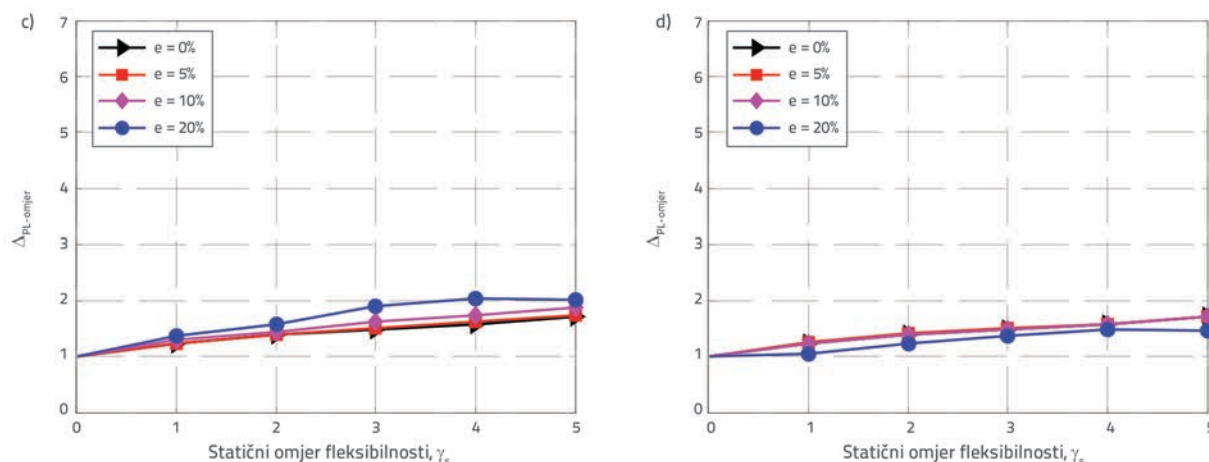 c)
7
6
5
4
3
2
1
0
e = 0%
e = 5%
e = 10%
e = 20%
Δ_PL-omjer
0 1 2 3 4 5
Statični omjer fleksibilnosti, γ_s
d)
7
6
5
4
3
2
1
0
e = 0%
e = 5%
e = 10%
e = 20%
Δ_PL-omjer
0 1 2 3 4 5
Statični omjer fleksibilnosti, γ_s